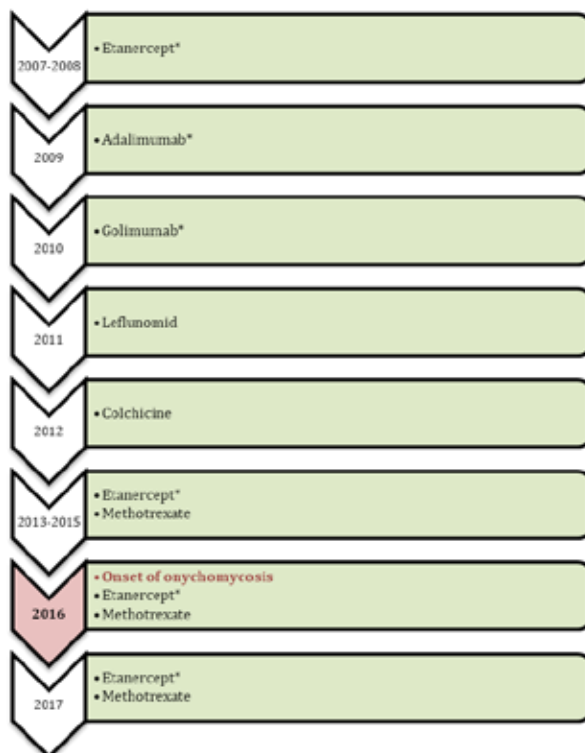 2007-2008
• Etanercept*
2009
• Adalimumab*
2010
• Golimumab*
2011
• Leflunomid
2012
• Colchicine
2013-2015
• Etanercept*
• Methotrexate
2016
• Onset of onychomycosis
• Etanercept*
• Methotrexate
2017
• Etanercept*
• Methotrexate